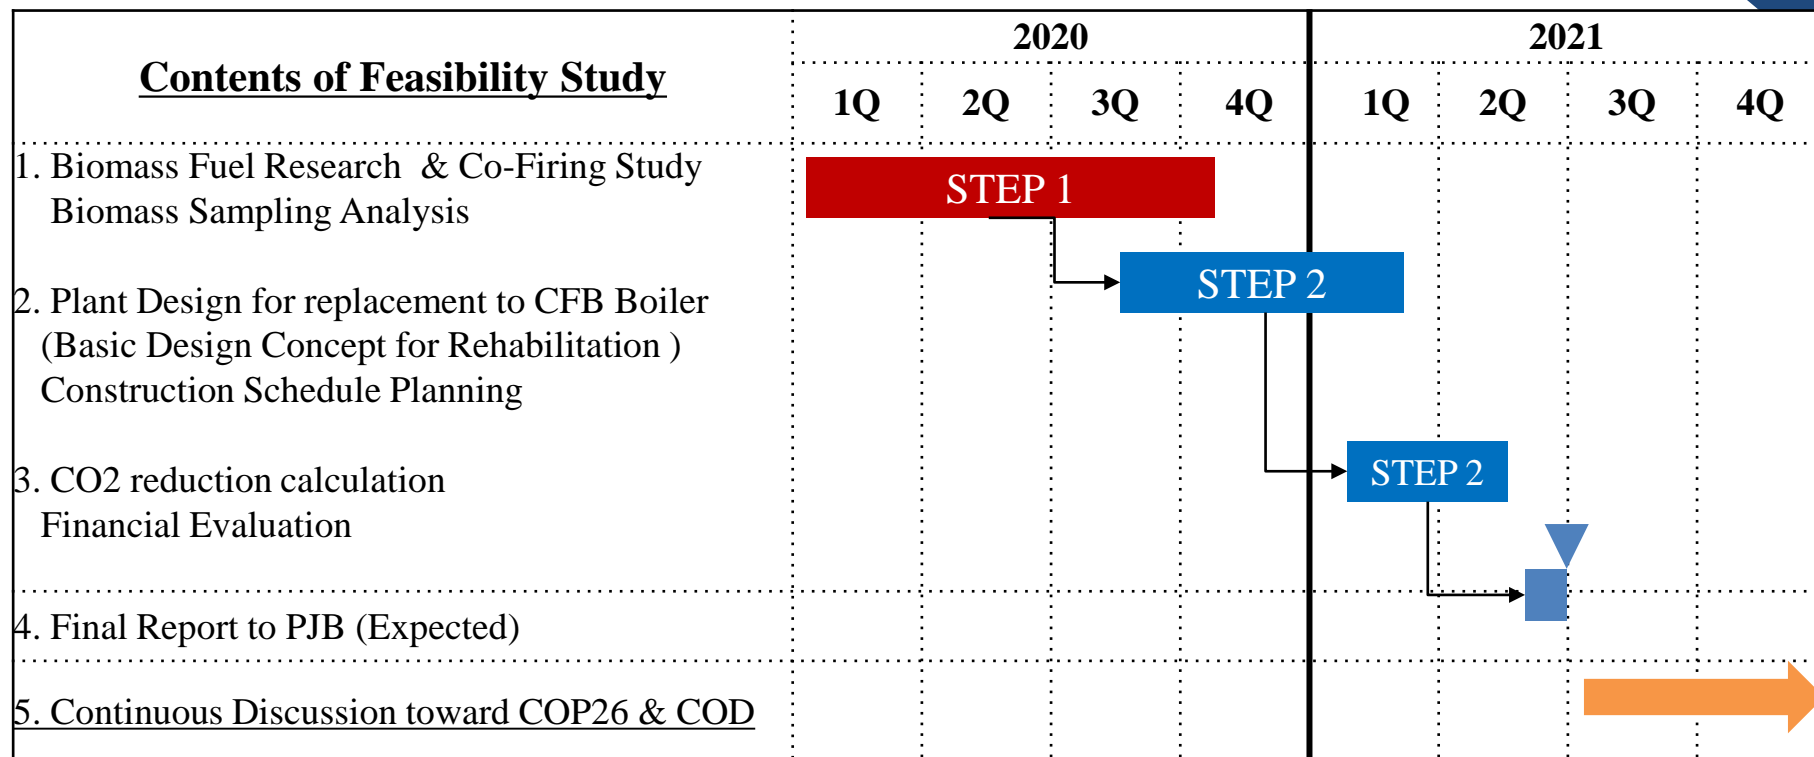 Contents of Feasibility Study
2020
2021
1Q 2Q 3Q 4Q 1Q 2Q 3Q 4Q
1. Biomass Fuel Research & Co-Firing Study
Biomass Sampling Analysis
STEP 1
2. Plant Design for replacement to CFB Boiler
(Basic Design Concept for Rehabilitation )
Construction Schedule Planning
STEP 2
3. CO2 reduction calculation
Financial Evaluation
STEP 2
4. Final Report to PJB (Expected)
5. Continuous Discussion toward COP26 & COD